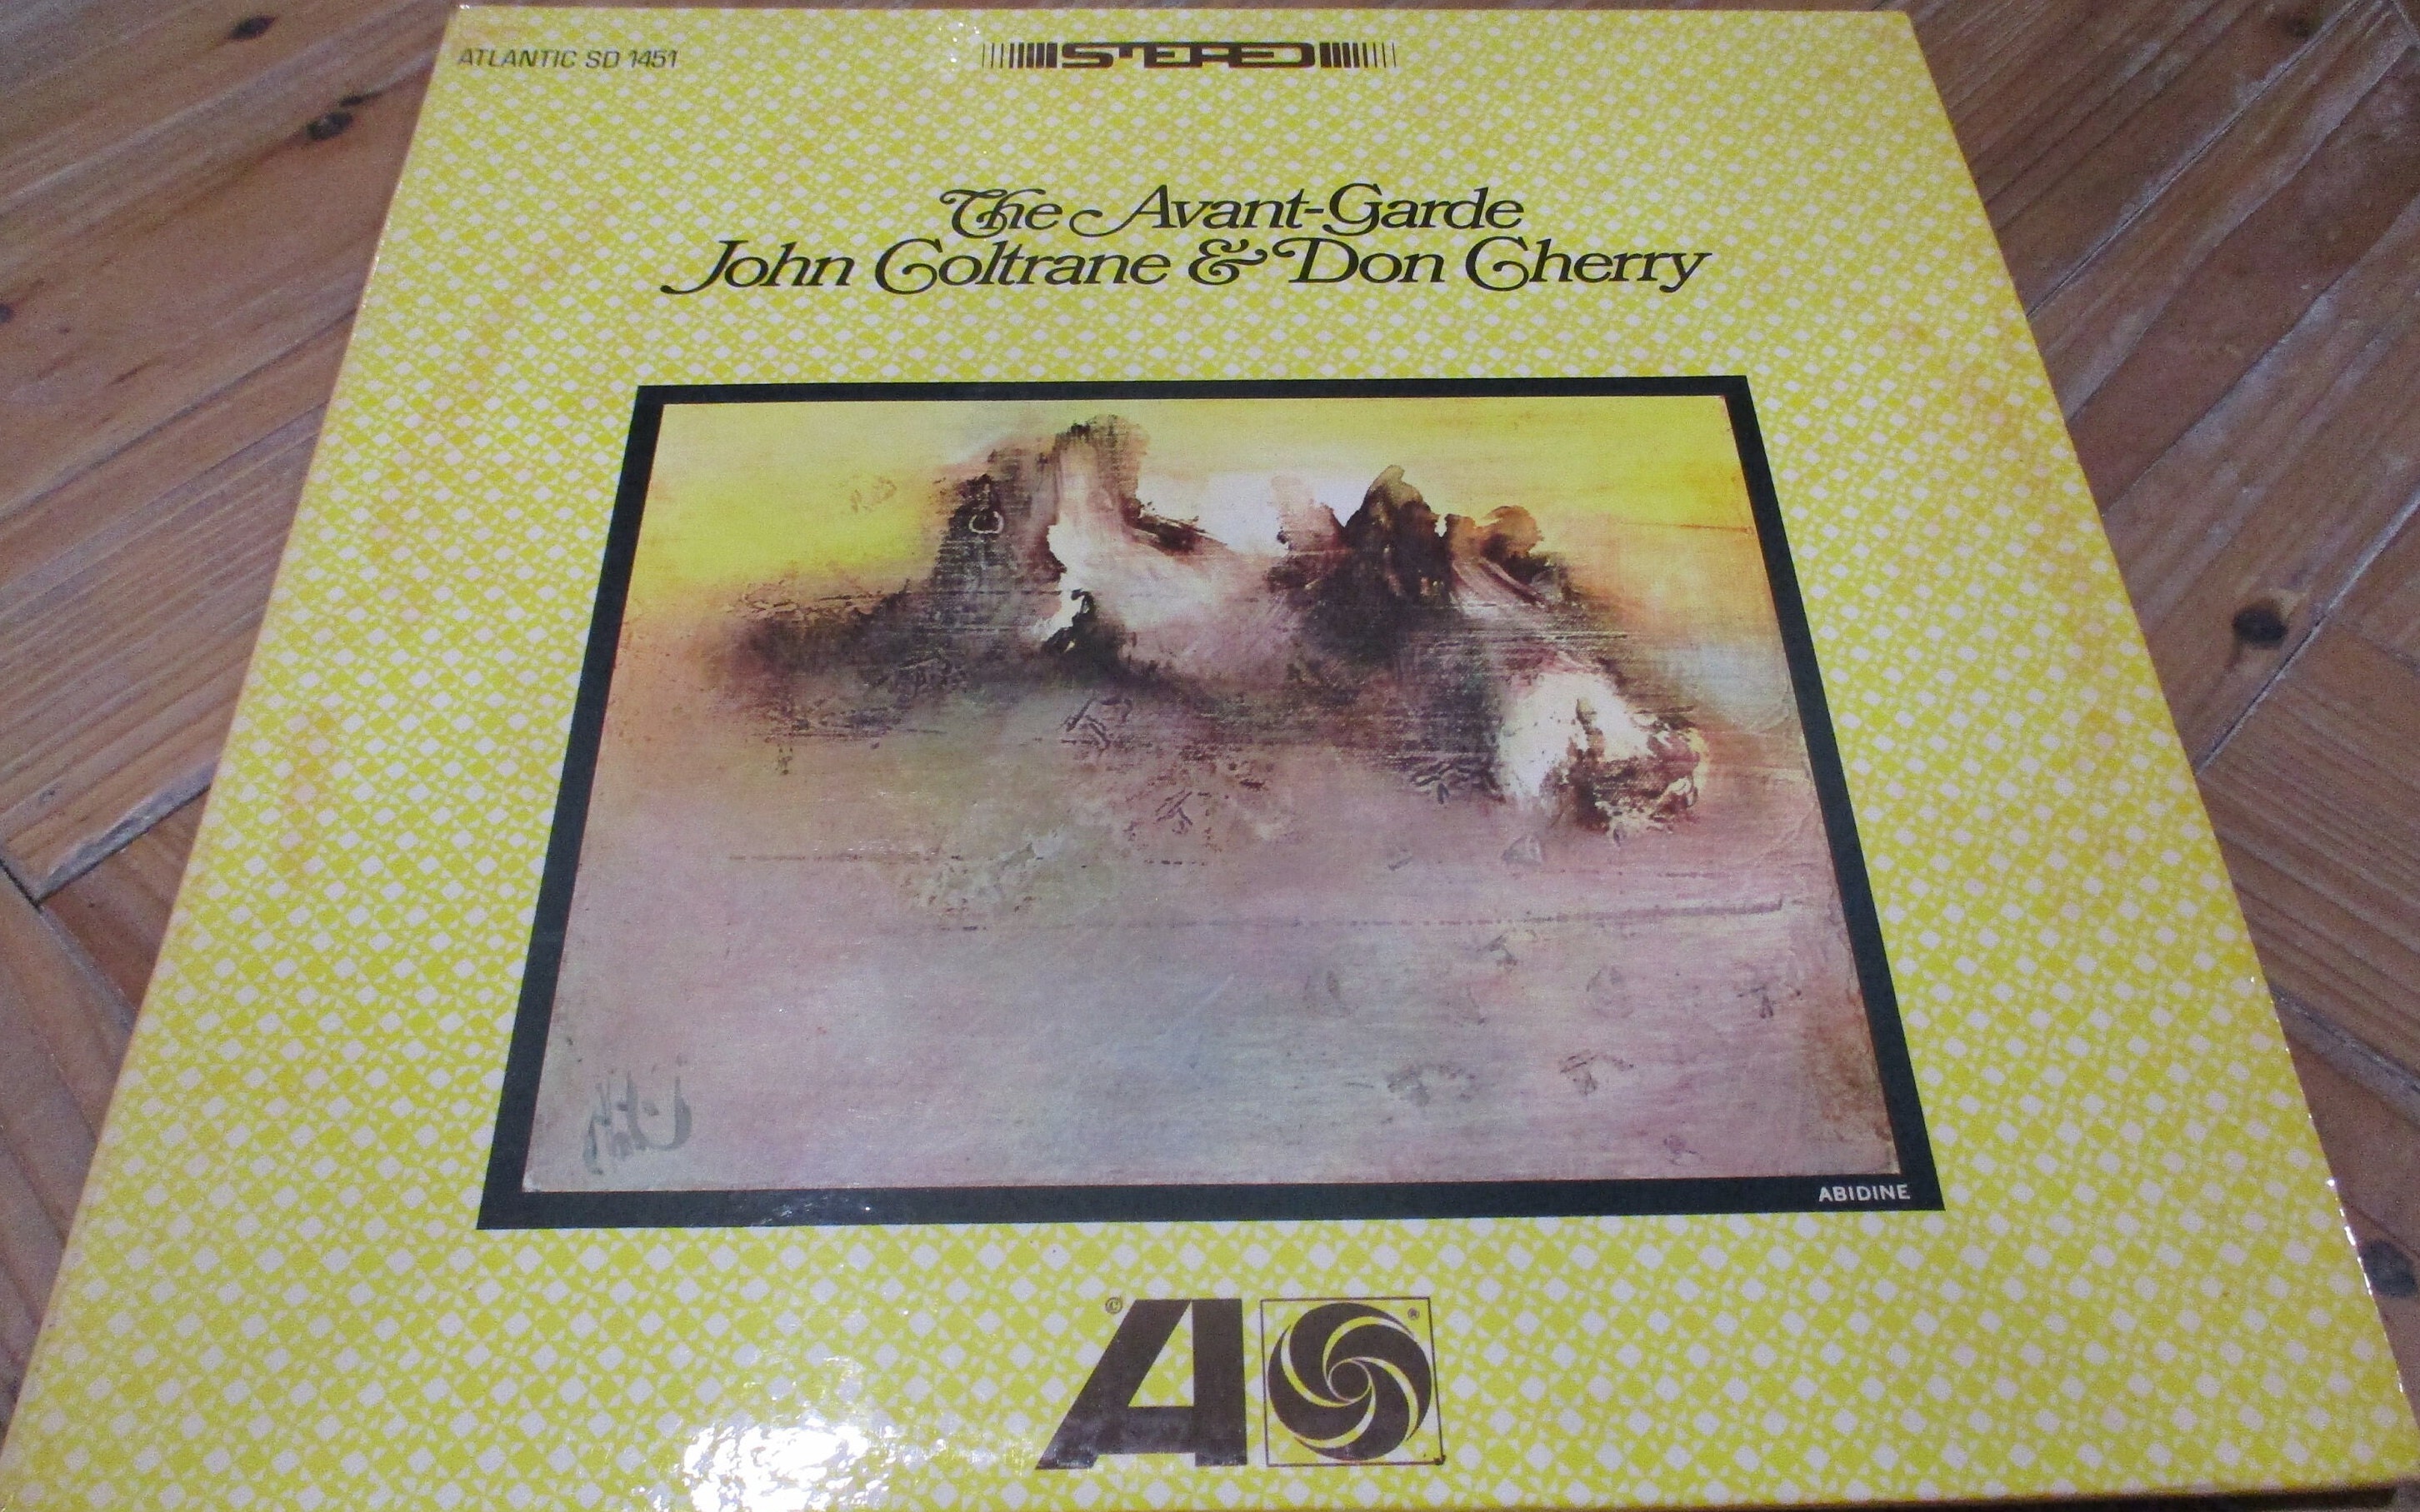 ATLANTIC SD 1451
STEREO
The Avant-Garde
John Coltrane & Don Cherry
ABIDINE
© A ®